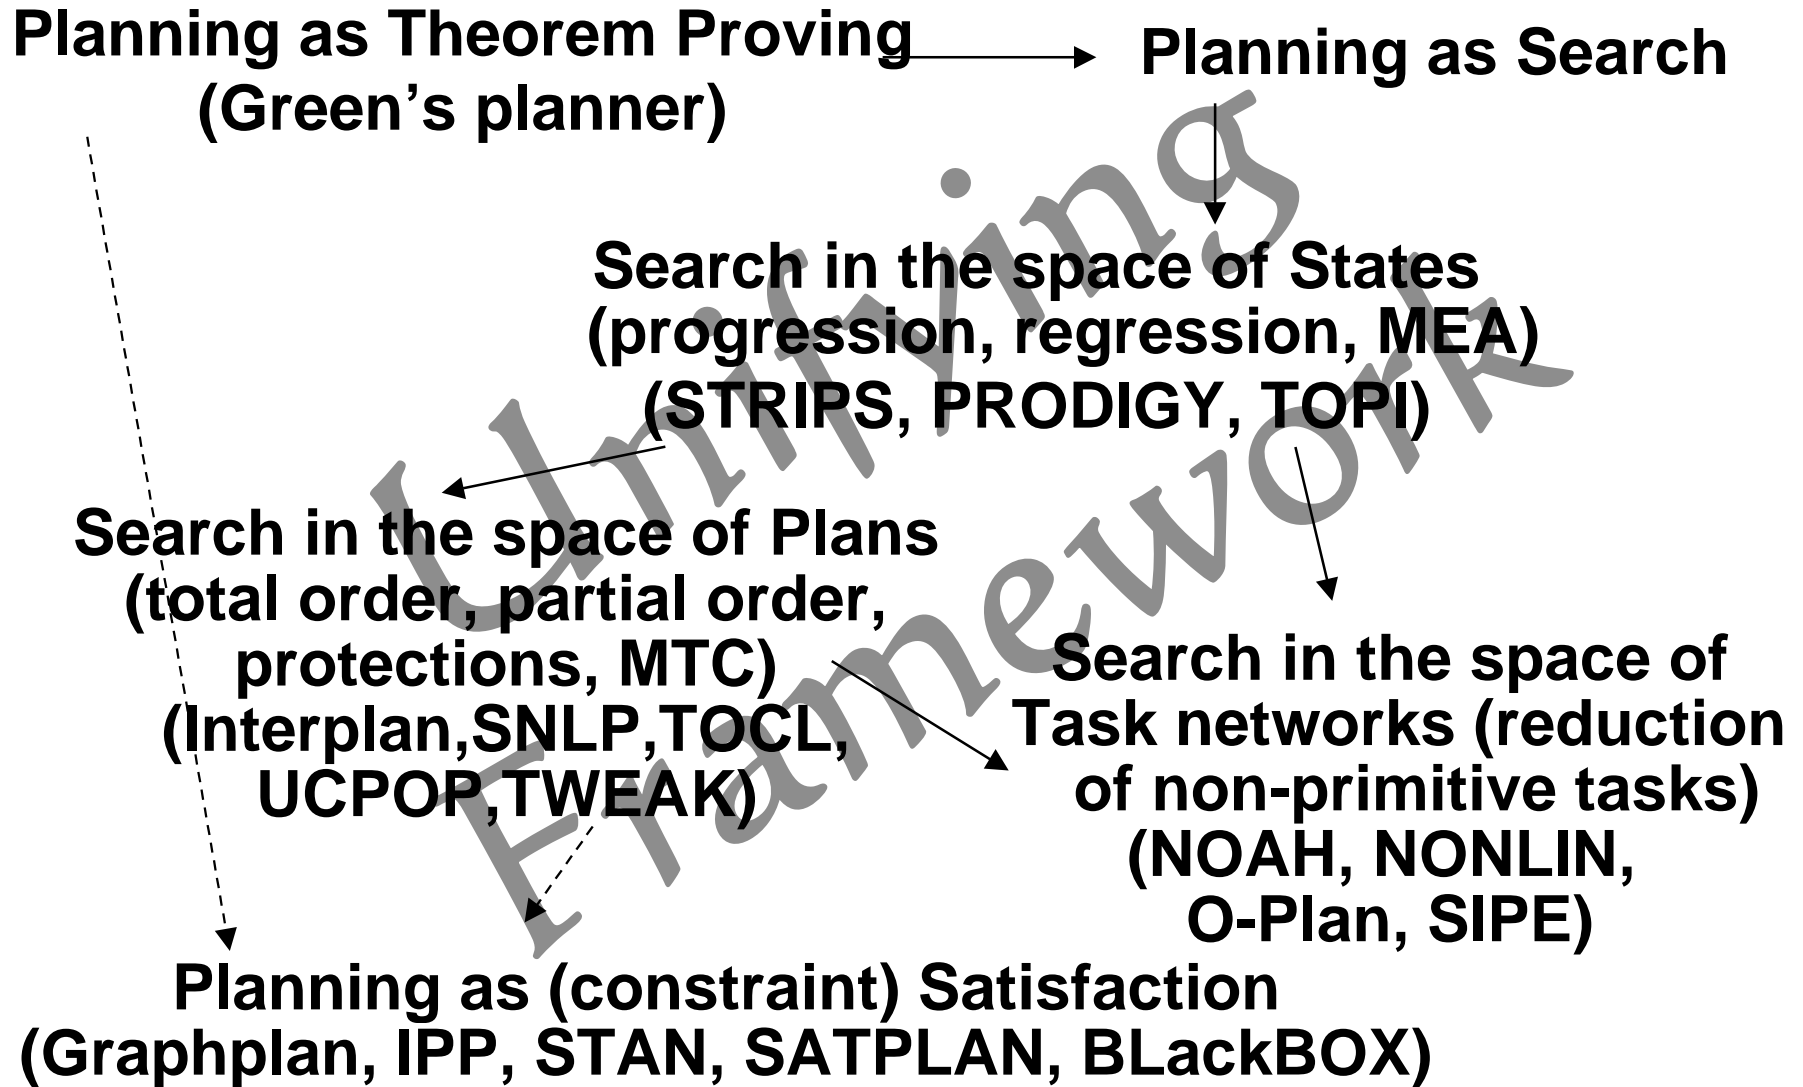 Planning as Theorem Proving
(Green’s planner)
Planning as Search
Search in the space of States
(progression, regression, MEA)
(STRIPS, PRODIGY, TOPI)
Search in the space of Plans
(total order, partial order,
protections, MTC)
(Interplan,SNLP,TOCL,
UCPOP,TWEAK)
Search in the space of
Task networks (reduction
of non-primitive tasks)
(NOAH, NONLIN,
O-Plan, SIPE)
Planning as (constraint) Satisfaction
(Graphplan, IPP, STAN, SATPLAN, BLackBOX)
Unifying
Framework